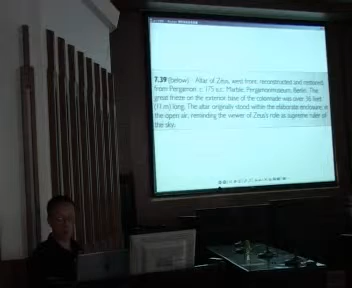 7.39 (below) Altar of Zeus, west front, reconstructed and restored,
from Pergamon c. 175 B.C. Marble. Pergamonmuseum, Berlin. The
great frieze on the exterior base of the colonnade was over 36 feet
(11 m) long. The altar originally stood within the elaborate enclosure, in
the open air, reminding the viewer of Zeus's role as supreme ruler of
the sky.